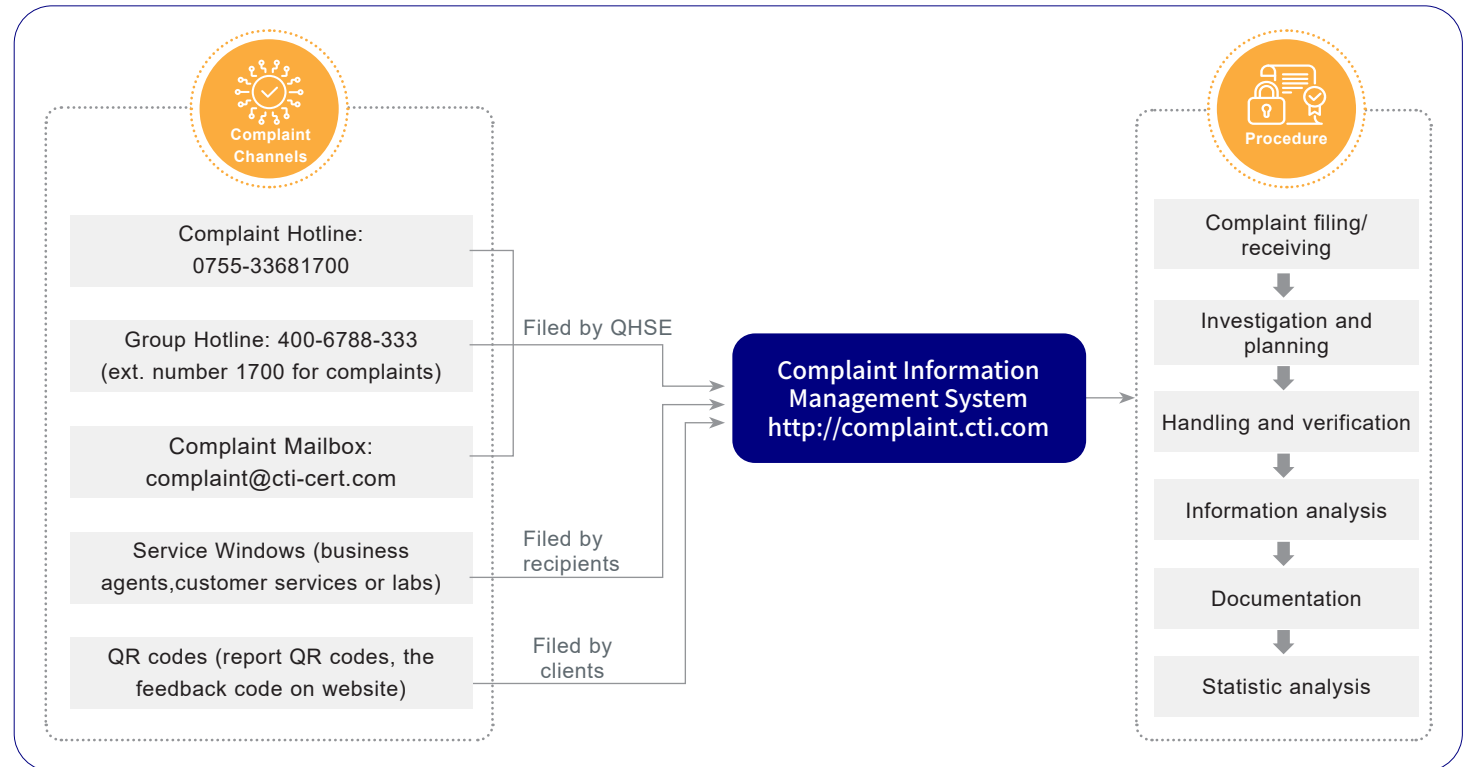 Complaint
Channels
Complaint Hotline:
0755-33681700
Group Hotline: 400-6788-333
(ext. number 1700 for complaints)
Complaint Mailbox:
complaint@cti-cert.com
Service Windows (business
agents,customer services or labs)
QR codes (report QR codes, the
feedback code on website)
Filed by QHSE
Filed by
recipients
Filed by
clients
Complaint Information
Management System
http://complaint.cti.com
Procedure
Complaint filing/
receiving
Investigation and
planning
Handling and verification
Information analysis
Documentation
Statistic analysis